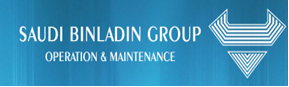 SAUDI BINLADIN GROUP
OPERATION & MAINTENANCE